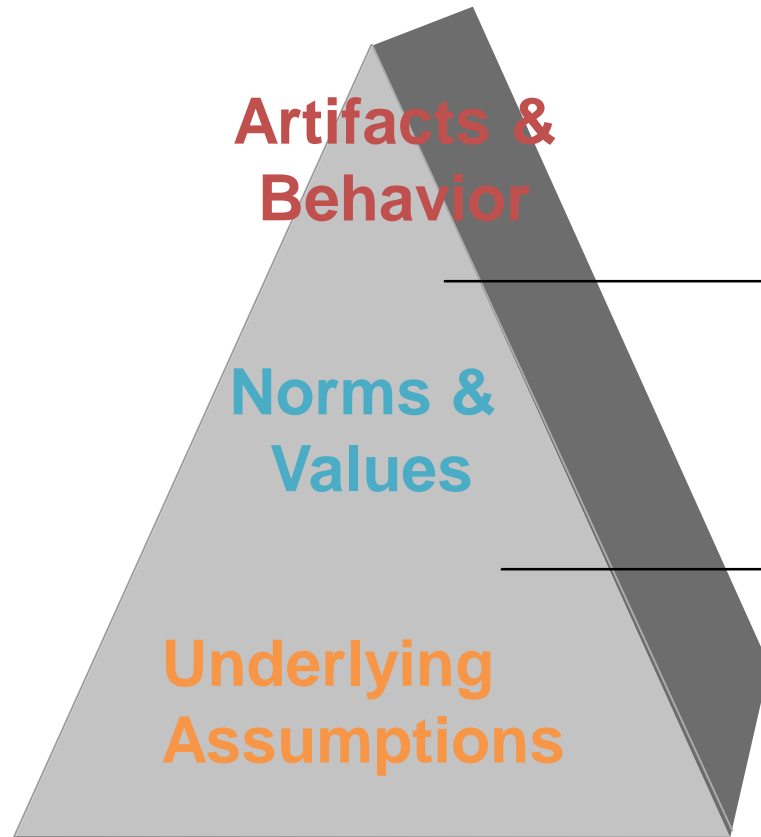 Artifacts &
Behavior
Norms &
Values
Underlying
Assumptions